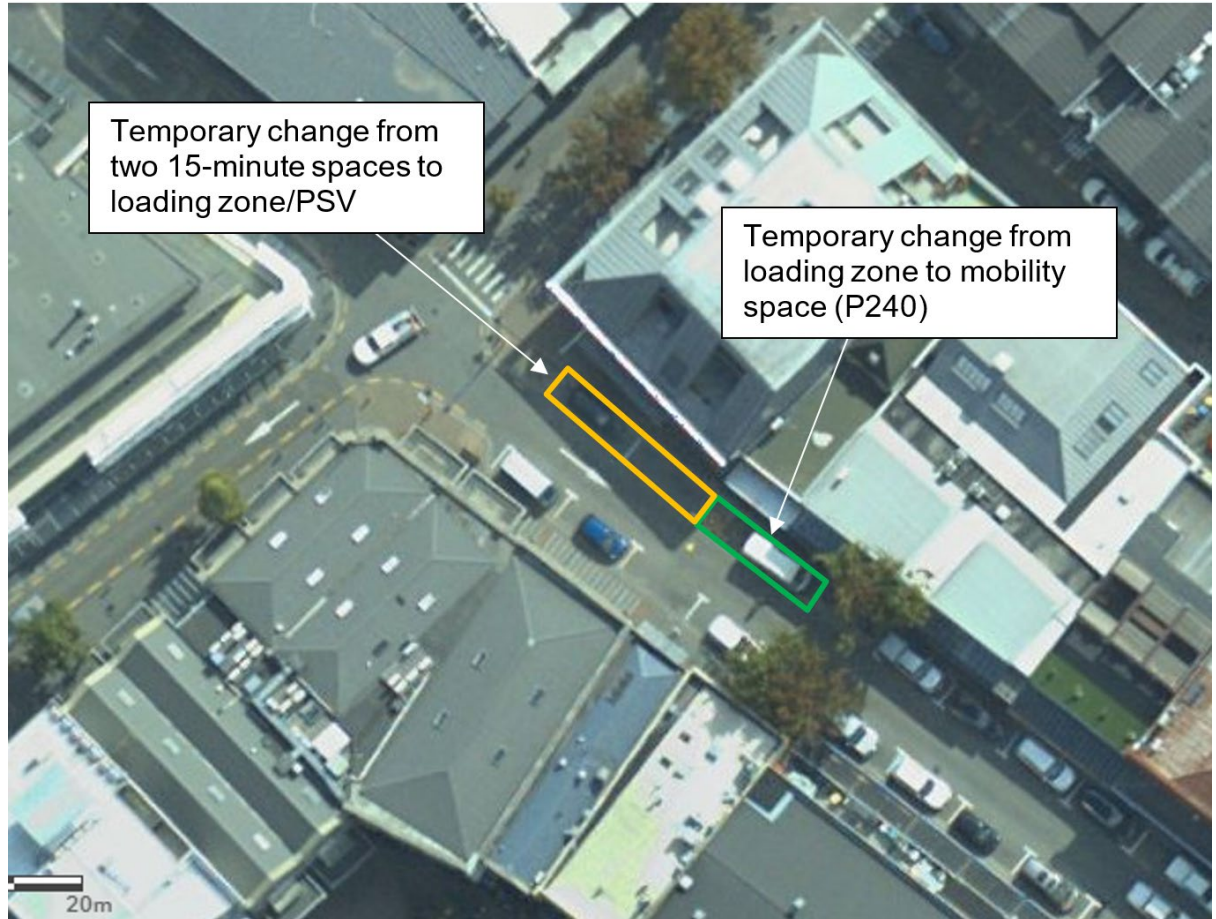 Temporary change from
two 15-minute spaces to
loading zone/PSV
Temporary change from
loading zone to mobility
space (P240)
20m